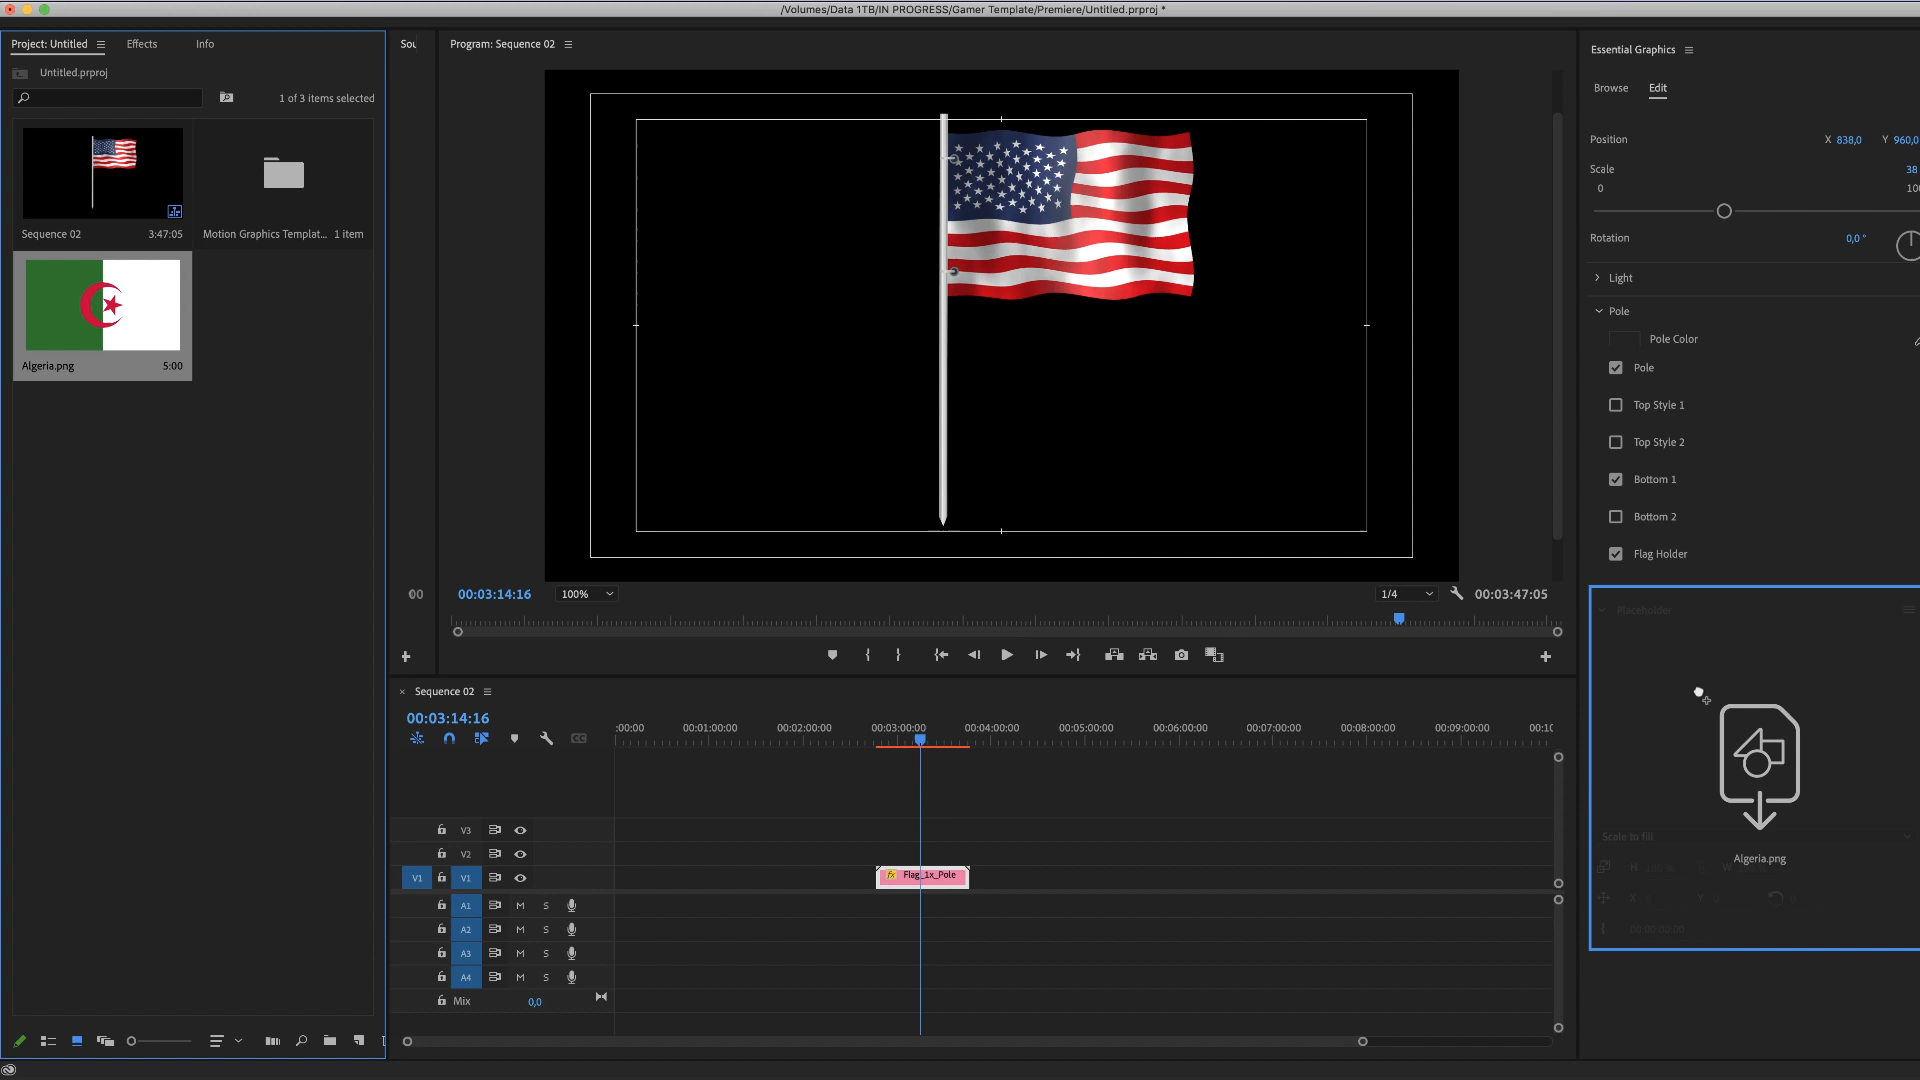 /Volumes/Data 1TB/IN PROGRESS/Gamer Template/Premiere/Untitled.prproj *
Project: Untitled
Effects
Info
Untitled.prproj
1 of 3 items selected
Sequence 02
3:47:05
Motion Graphics Templat... 1 item
Algeria.png
5:00
Sou
Program: Sequence 02
00
00:03:14:16
100%
1/4
00:03:47:05
Essential Graphics
Browse
Edit
Position
X 838,0
Y 960,0
Scale
38
0
100
Rotation
0,0 °
Light
Pole
Pole Color
Pole
Top Style 1
Top Style 2
Bottom 1
Bottom 2
Flag Holder
Placeholder
Scale to fill
Algeria.png
X
Y
00:00:00:00
Sequence 02
00:03:14:16
:00:00
00:01:00:00
00:02:00:00
00:03:00:00
00:04:00:00
00:05:00:00
00:06:00:00
00:07:00:00
00:08:00:00
00:09:00:00
00:10
V3
V2
V1 V1
fx Flag_1x_Pole
A1 M S
A2 M S
A3 M S
A4 M S
Mix 0,0